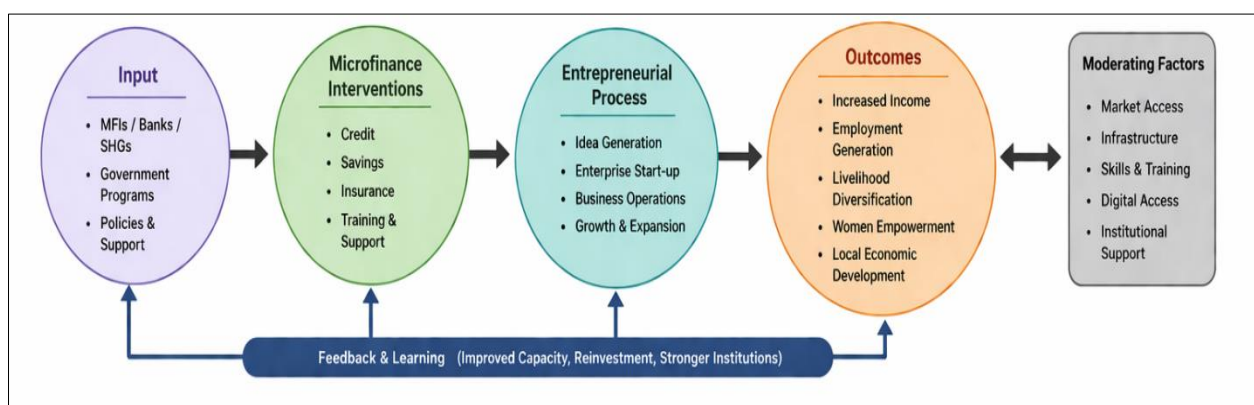 Input
• MFIs / Banks /
SHGs
• Government
Programs
• Policies &
Support
Microfinance
Interventions
• Credit
• Savings
• Insurance
• Training &
Support
Entrepreneurial
Process
• Idea Generation
• Enterprise Start-up
• Business Operations
• Growth & Expansion
Outcomes
• Increased Income
• Employment
Generation
• Livelihood
Diversification
• Women Empowerment
• Local Economic
Development
Moderating Factors
• Market Access
• Infrastructure
• Skills & Training
• Digital Access
• Institutional
Support
Feedback & Learning (Improved Capacity, Reinvestment, Stronger Institutions)